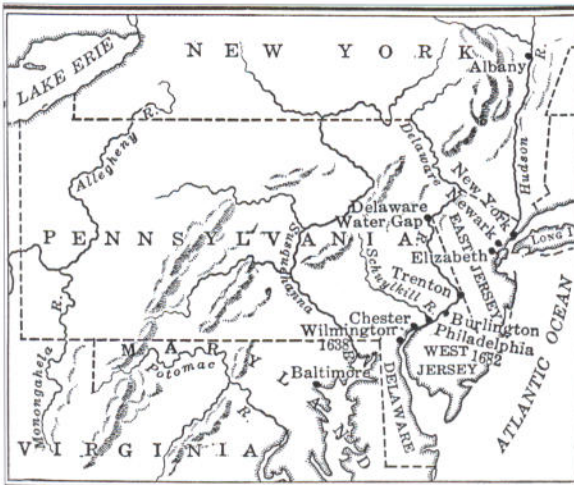 NEW YORK
LAKE ERIE
Albany
R.
Hudson
Allegheny R.
Delaware
New York
Newark
Delaware
Water Gap
LONG I.
Elizabeth
EAST
JERSEY
PENNSYLVANIA
Susquehanna
R.
Schuylkill R.
Trenton
Chester
Burlington
Wilmington
1638
Philadelphia
1682
WEST
JERSEY
MARYLAND
Potomac
R.
Baltimore
DELAWARE
Monongahela R.
VIRGINIA
ATLANTIC OCEAN